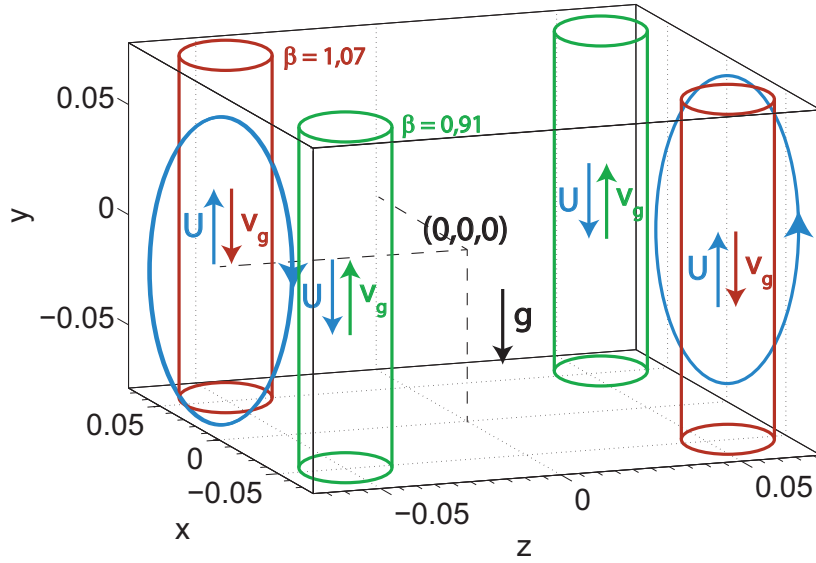 β = 1,07
β = 0,91
0.05
0
−0.05
y
U
v_g
U
v_g
(0,0,0)
U
v_g
U
v_g
g
0.05
0
−0.05
x
−0.05
0
0.05
z